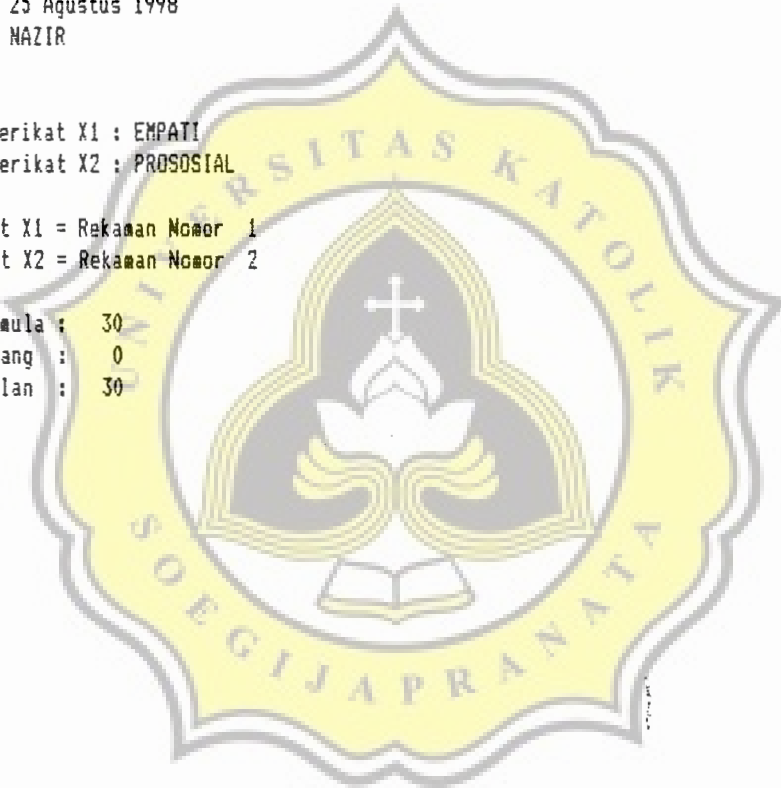 25 Agustus 1998
NAZIR
erikat X1 : EMPATI
erikat X2 : PROSOSIAL
t X1 = Rekaman Nomor 1
t X2 = Rekaman Nomor 2
mula : 30
ang : 0
lan : 30
UNIVERSITAS KATOLIK
SOEGIJAPRANATA